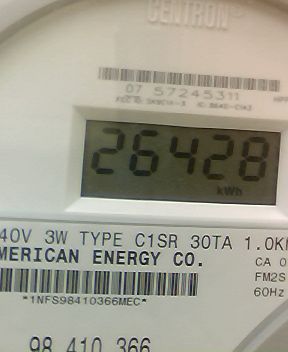 CENTRON®
07 57245311
26428
kWh
40V 3W TYPE C1SR 30TA 1.0K
MERICAN ENERGY CO.
CA 0
FM2S
*1NFS98410366MEC*
60Hz
98 410 366